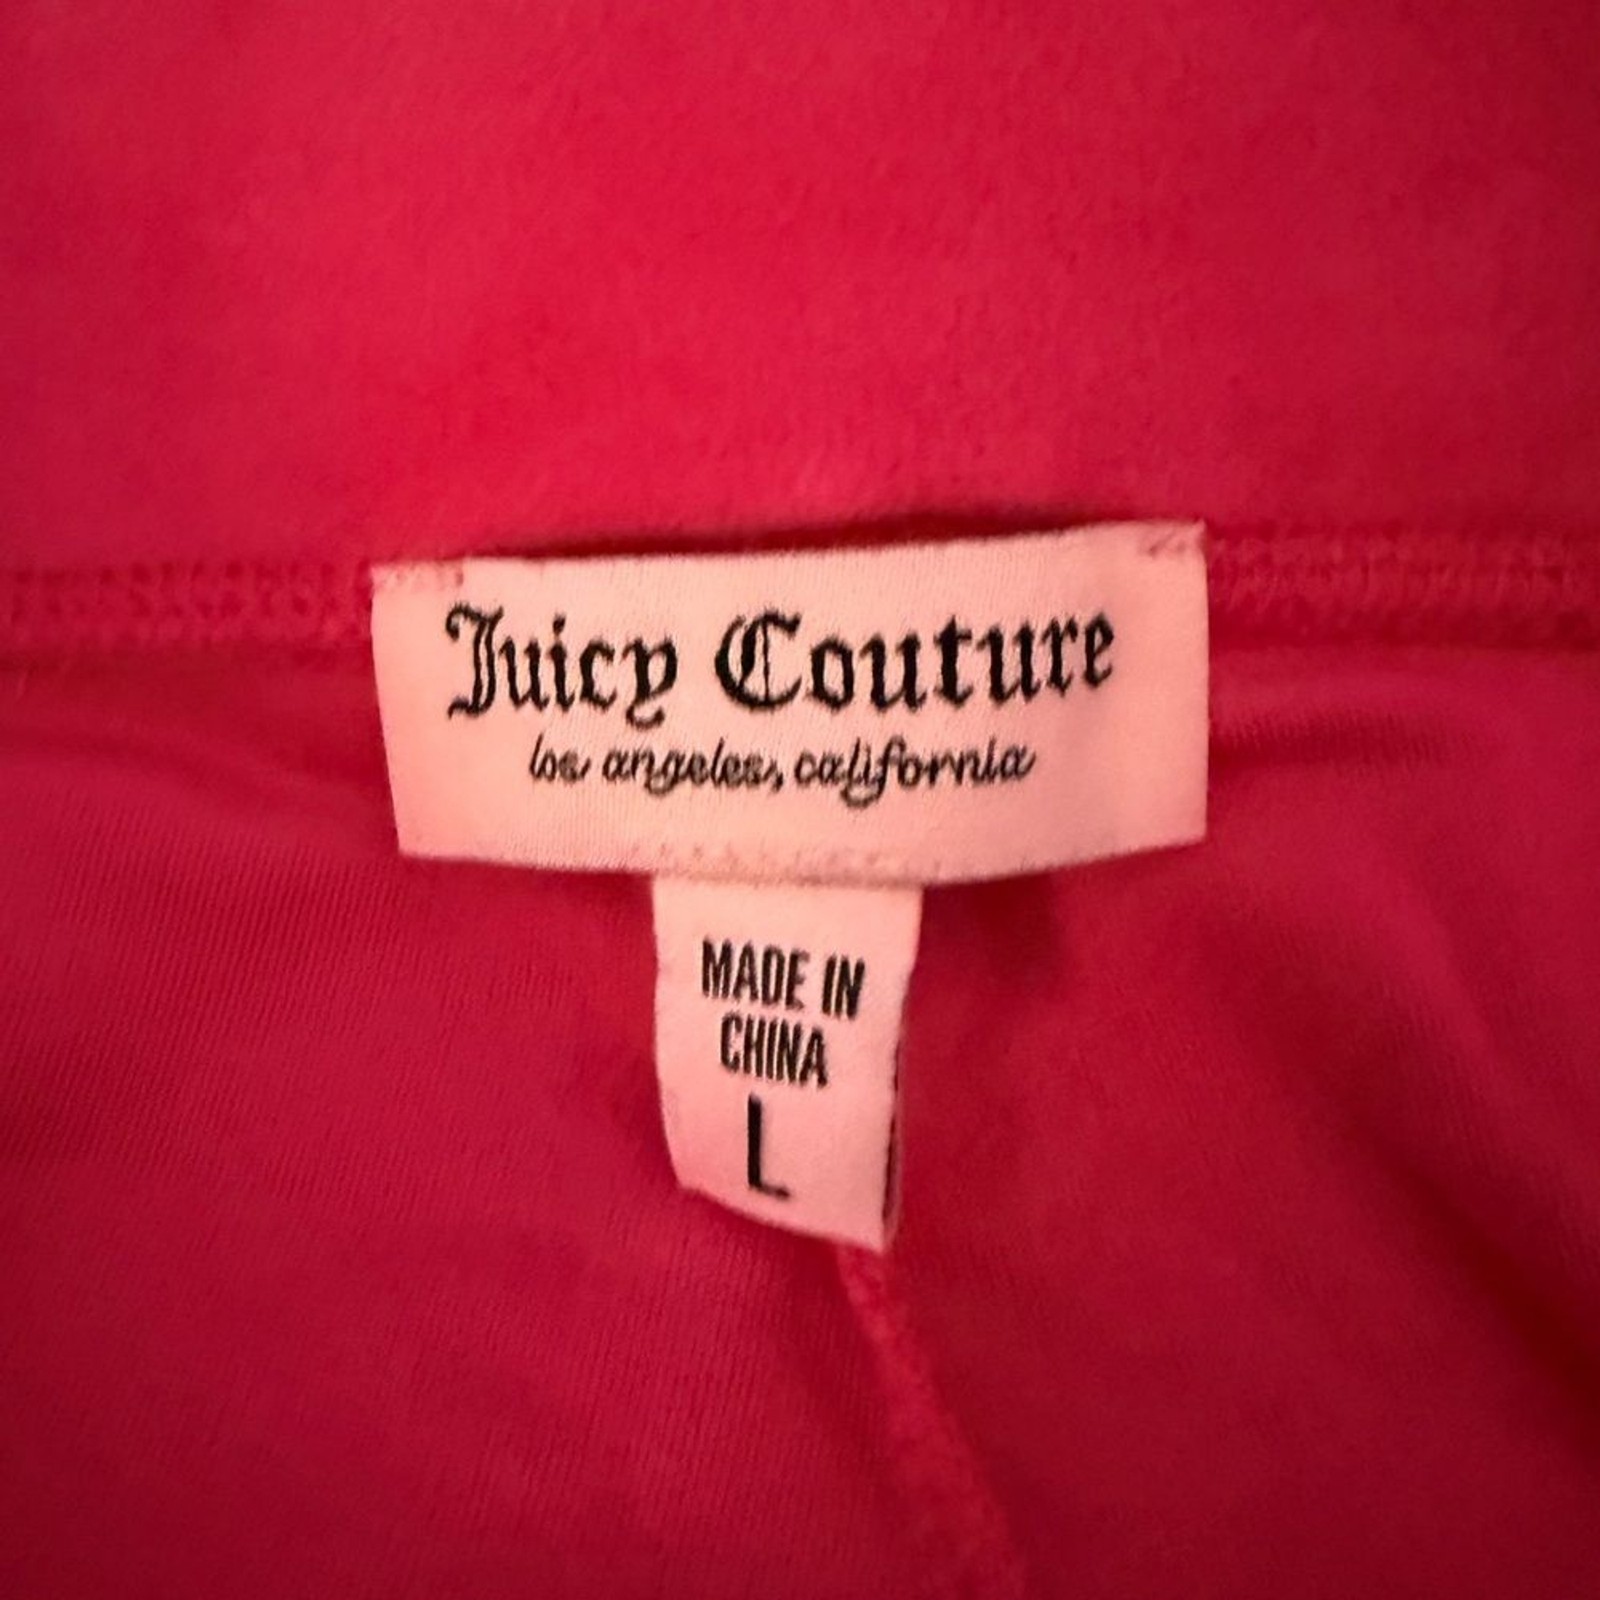 Juicy Couture
los angeles, california
MADE IN
CHINA
L